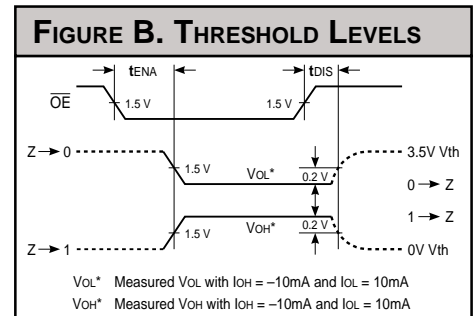 FIGURE B. THRESHOLD LEVELS
tENA tDIS
OE 1.5 V 1.5 V
Z 0 3.5V Vth
1.5 V VOL* 0.2 V
0 Z
1 Z
1.5 V VOH* 0.2 V
Z 1 0V Vth
VOL* Measured VOL with IOH = –10mA and IOL = 10mA
VOH* Measured VOH with IOH = –10mA and IOL = 10mA